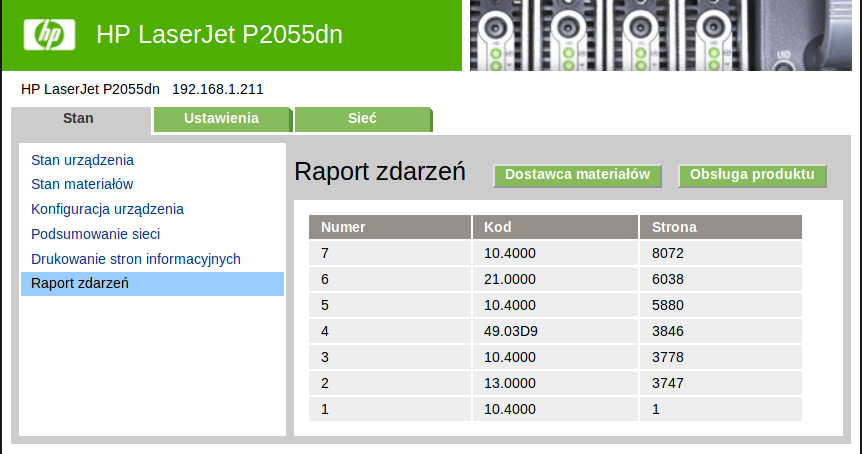 hp HP LaserJet P2055dn
UID
UID
HP LaserJet P2055dn 192.168.1.211
Stan Ustawienia Sieć
Stan urządzenia
Stan materiałów
Konfiguracja urządzenia
Podsumowanie sieci
Drukowanie stron informacyjnych
Raport zdarzeń
Raport zdarzeń Dostawca materiałów Obsługa produktu
Numer Kod Strona
7 10.4000 8072
6 21.0000 6038
5 10.4000 5880
4 49.03D9 3846
3 10.4000 3778
2 13.0000 3747
1 10.4000 1